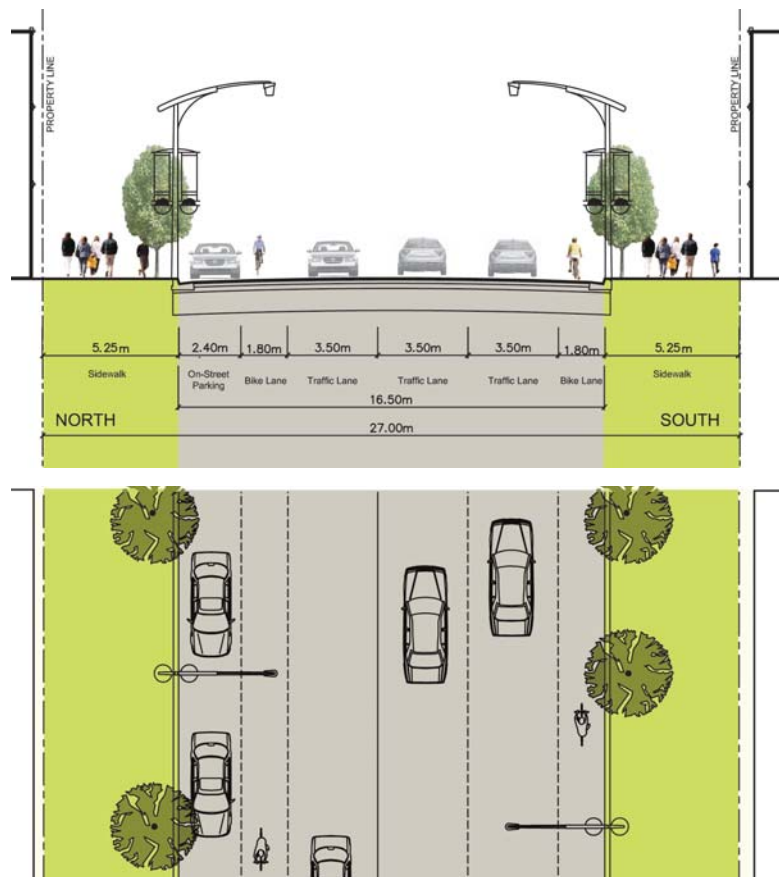 PROPERTY LINE
PROPERTY LINE
5.25m 2.40m 1.80m 3.50m 3.50m 3.50m 1.80m 5.25m
Sidewalk On-Street Parking Bike Lane Traffic Lane Traffic Lane Traffic Lane Bike Lane Sidewalk
16.50m
NORTH SOUTH
27.00m